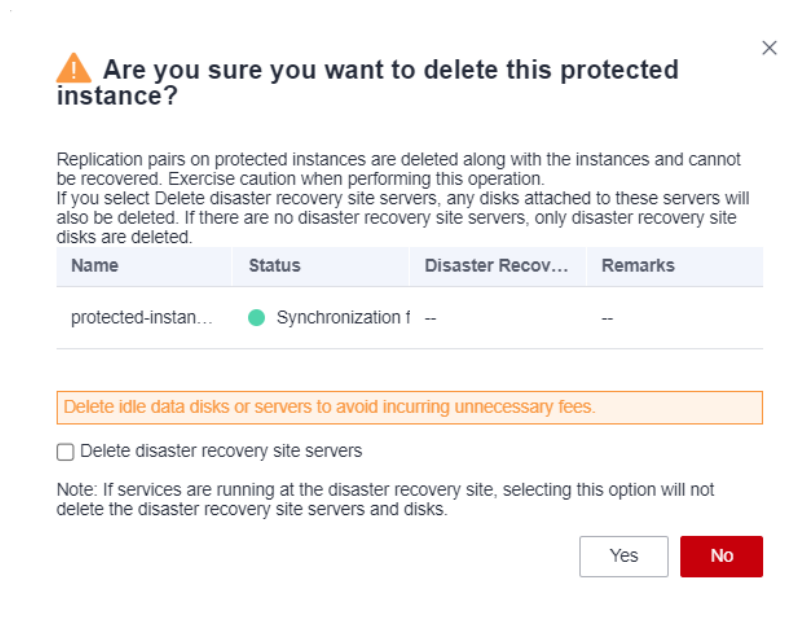 Are you sure you want to delete this protected
instance?
Replication pairs on protected instances are deleted along with the instances and cannot
be recovered. Exercise caution when performing this operation.
If you select Delete disaster recovery site servers, any disks attached to these servers will
also be deleted. If there are no disaster recovery site servers, only disaster recovery site
disks are deleted.
Name Status Disaster Recov... Remarks
protected-instan... Synchronization f -- --
Delete idle data disks or servers to avoid incurring unnecessary fees.
Delete disaster recovery site servers
Note: If services are running at the disaster recovery site, selecting this option will not
delete the disaster recovery site servers and disks.
Yes No